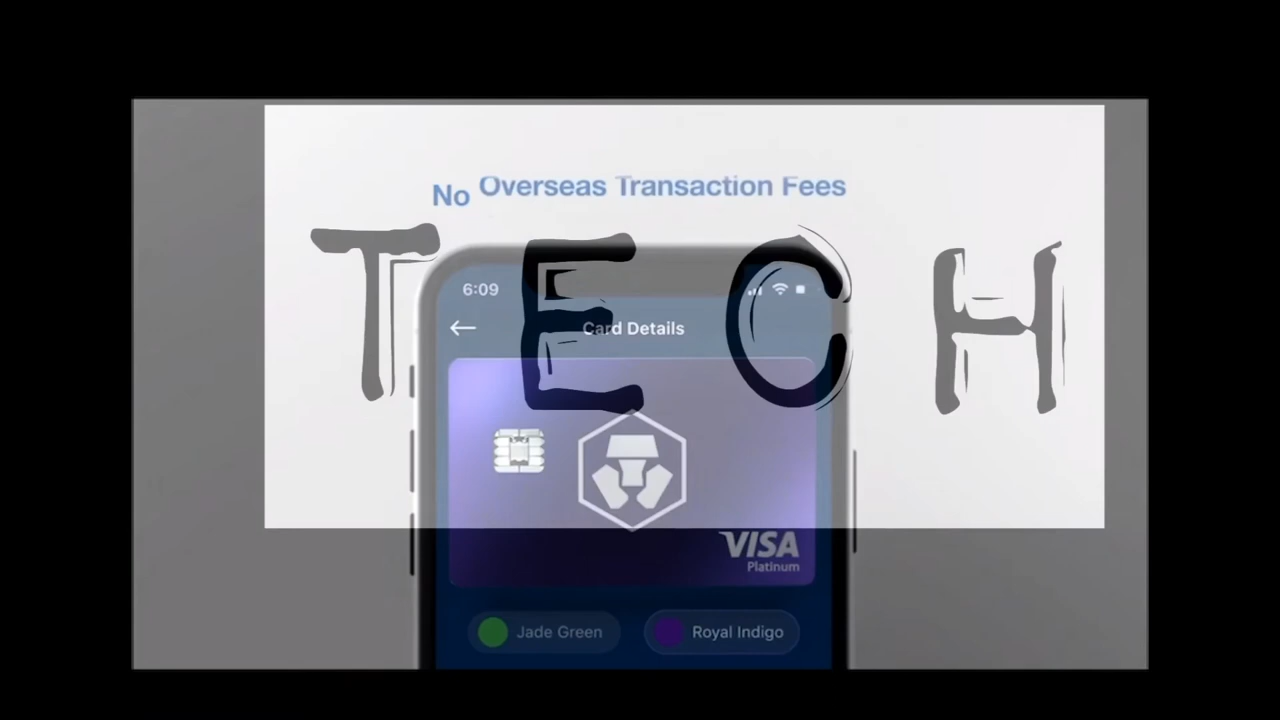 No Overseas Transaction Fees
TECH
6:09
Card Details
VISA
Platinum
Jade Green
Royal Indigo